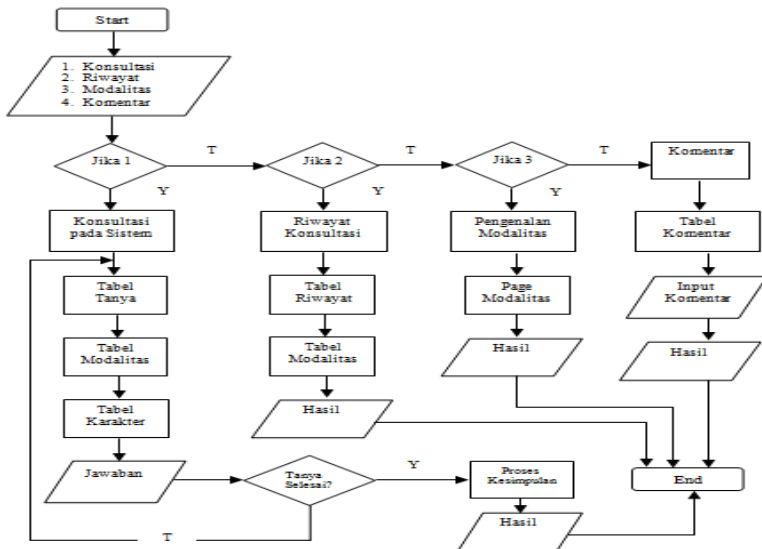 Start
1. Konsultasi
2. Riwayat
3. Modalitas
4. Komentar
Jika 1
T
Jika 2
T
Jika 3
T
Komentar
Y
Y
Y
Konsultasi
pada Sistem
Riwayat
Konsultasi
Pengenalan
Modalitas
Tabel
Komentar
Tabel
Tanya
Tabel
Riwayat
Page
Modalitas
Input
Komentar
Tabel
Modalitas
Tabel
Modalitas
Hasil
Hasil
Tabel
Karakter
Hasil
Jawaban
Tanya
Selesai?
Y
Proses
Kesimpulan
End
T
Hasil